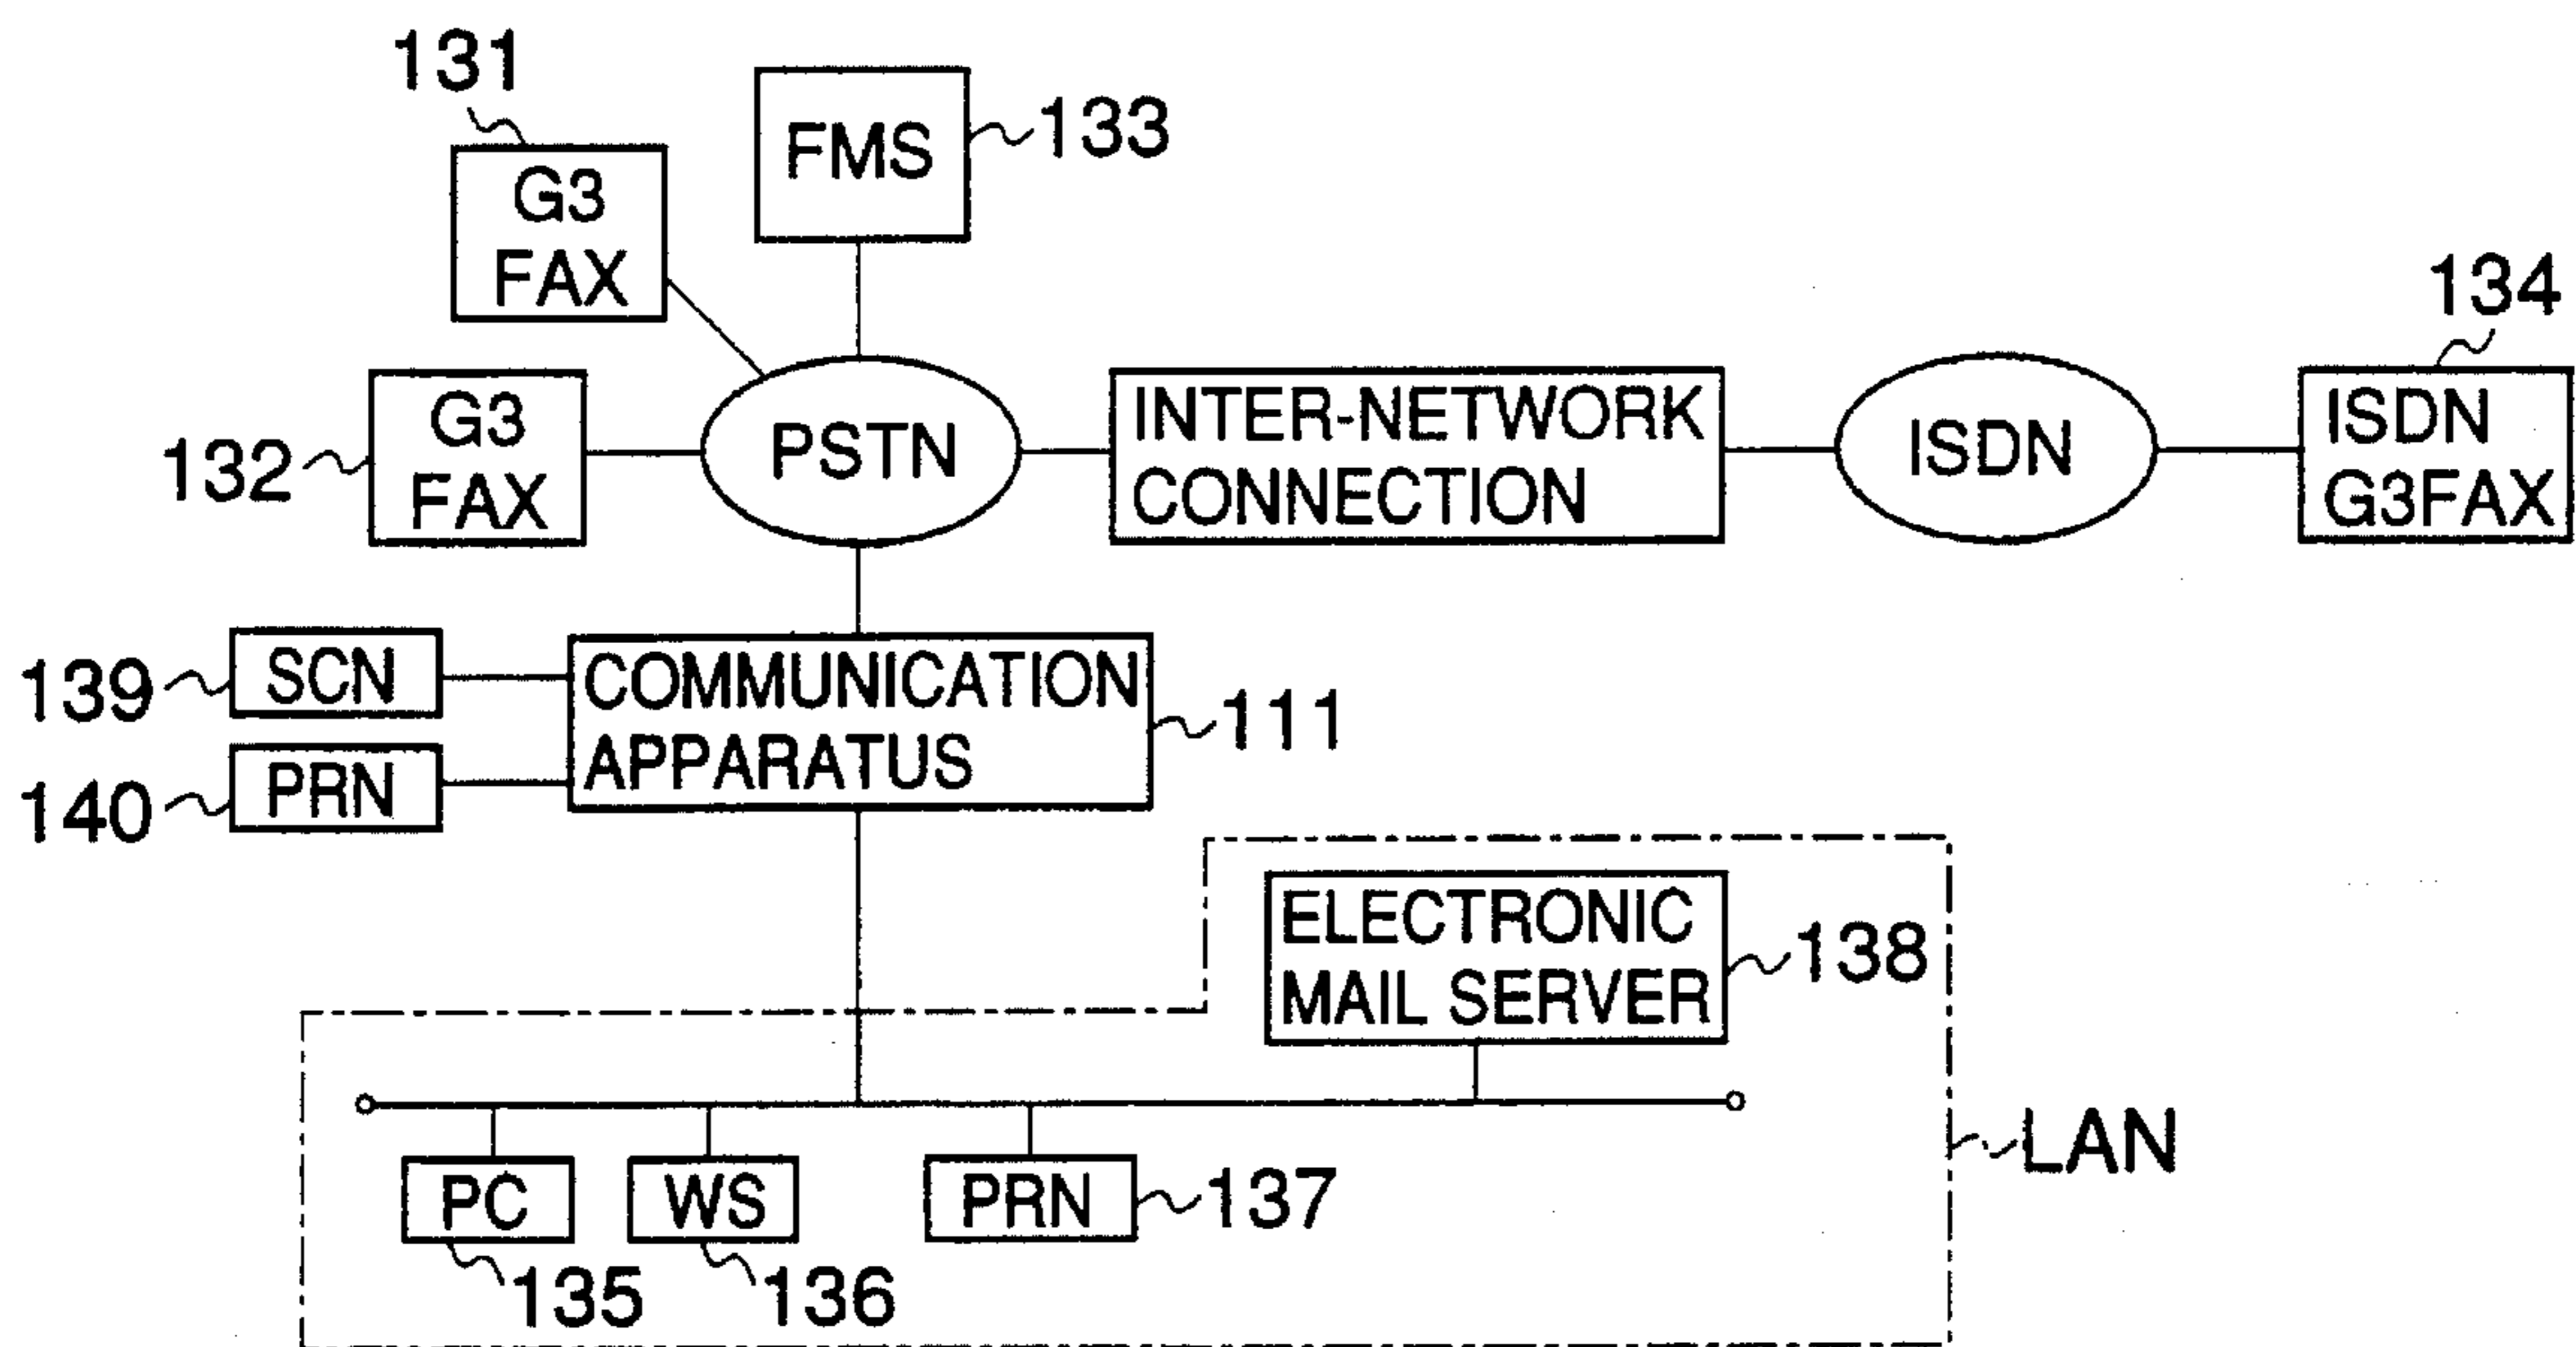 131
G3
FAX
FMS
133
132
G3
FAX
PSTN
INTER-NETWORK
CONNECTION
ISDN
134
ISDN
G3FAX
139
SCN
140
PRN
COMMUNICATION
APPARATUS
111
ELECTRONIC
MAIL SERVER
138
LAN
PC
135
WS
136
PRN
137